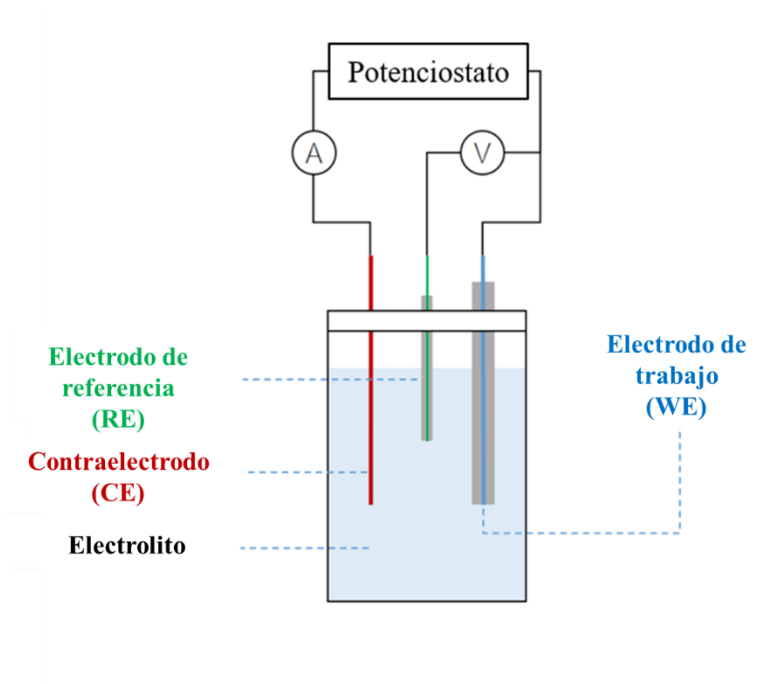 Potenciostato
A
V
Electrodo de
referencia
(RE)
Contraelectrodo
(CE)
Electrolito
Electrodo de
trabajo
(WE)